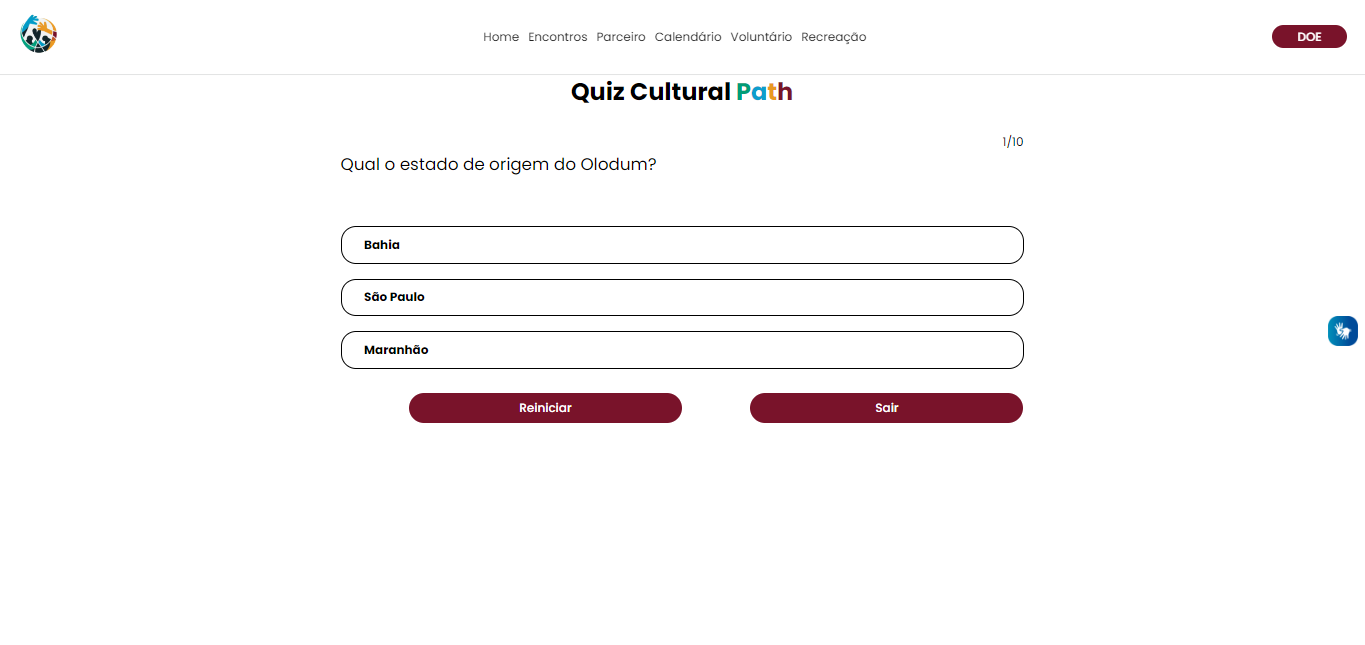 Home Encontros Parceiro Calendário Voluntário Recreação
DOE
Quiz Cultural Path
1/10
Qual o estado de origem do Olodum?
Bahia
São Paulo
Maranhão
Reiniciar
Sair